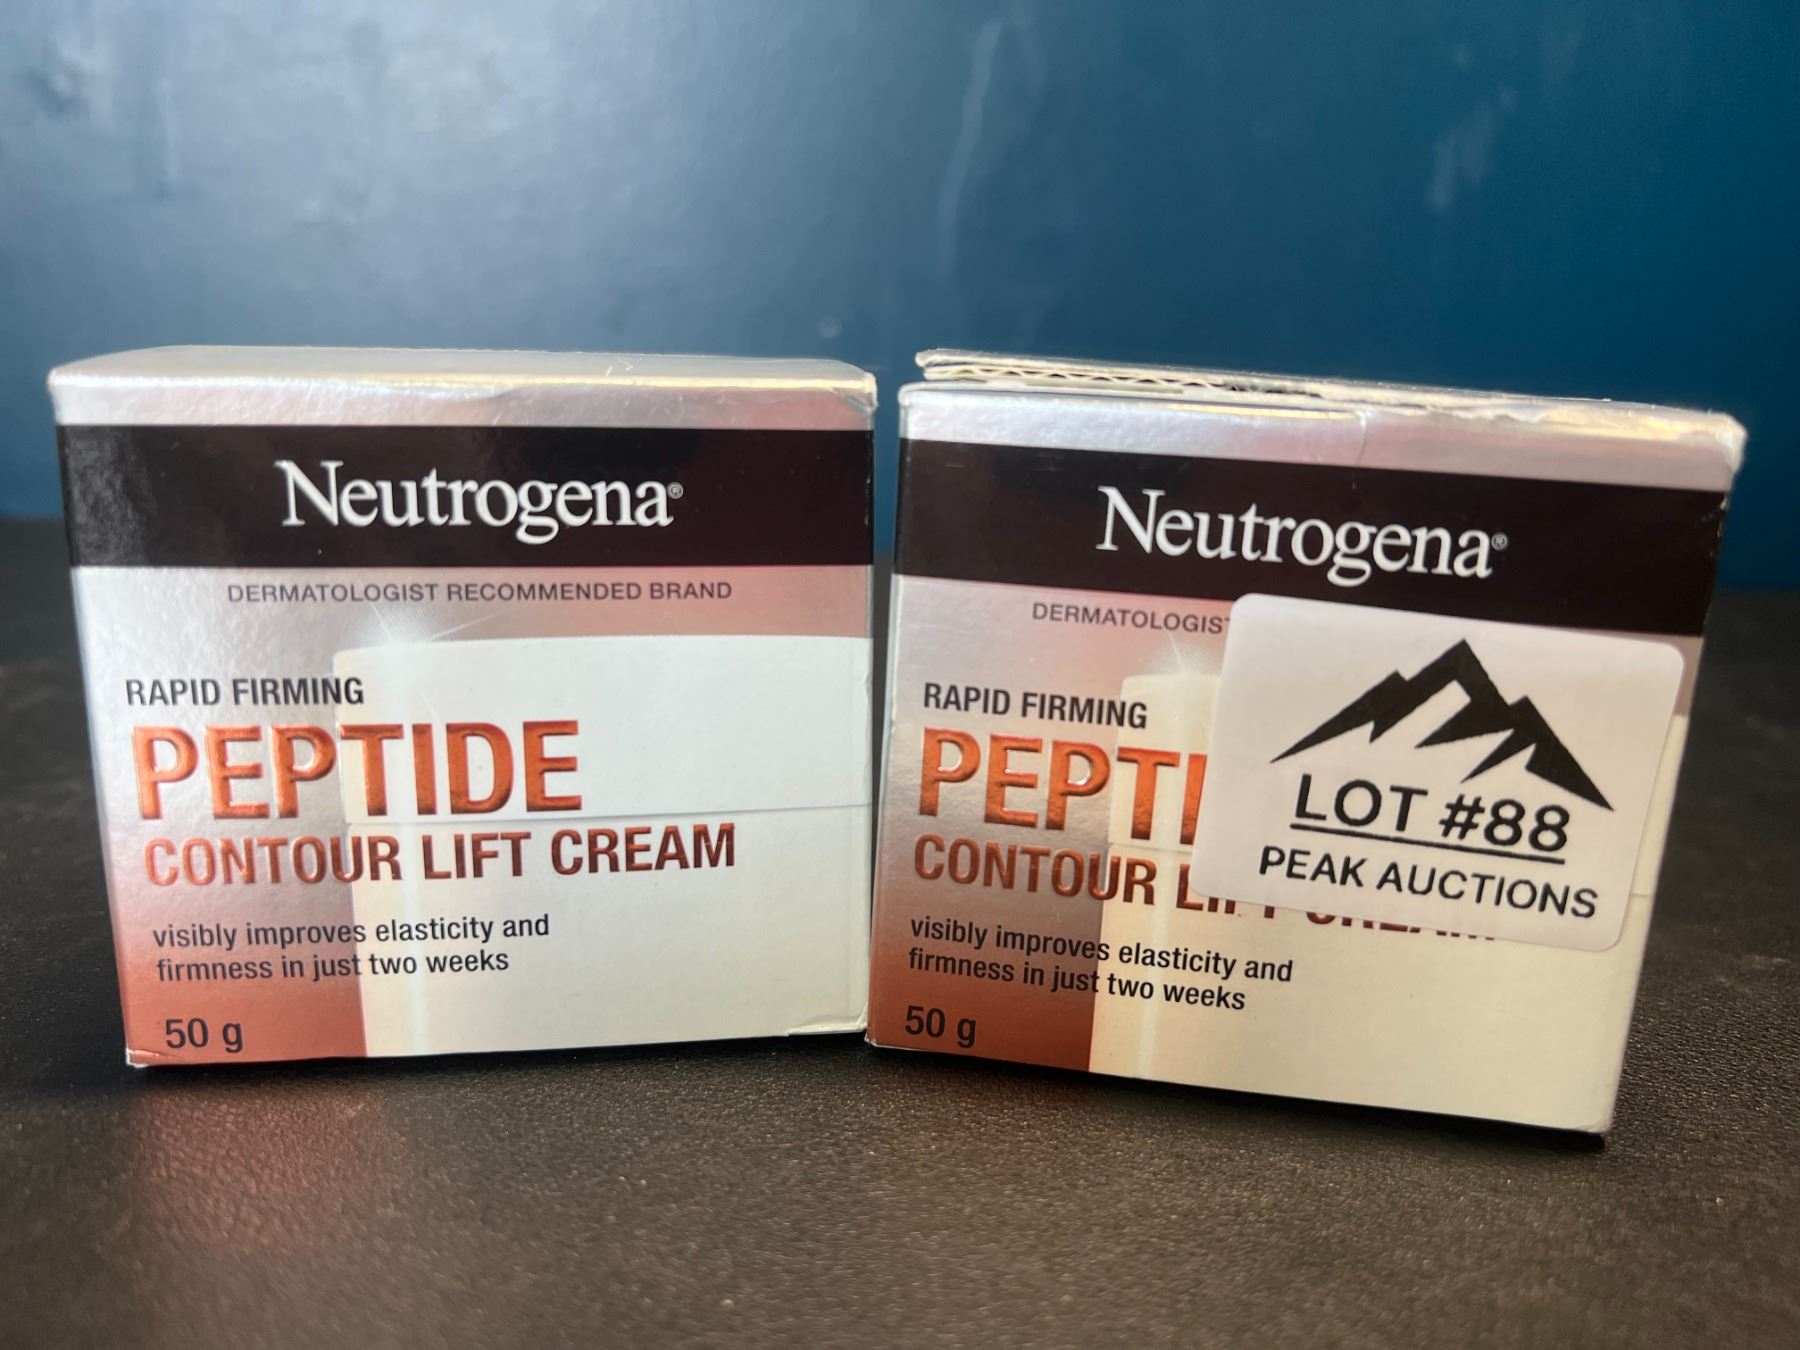 Neutrogena®
DERMATOLOGIST RECOMMENDED BRAND
RAPID FIRMING
PEPTIDE
CONTOUR LIFT CREAM
visibly improves elasticity and
firmness in just two weeks
50 g
Neutrogena®
DERMATOLOGIST
RAPID FIRMING
PEPTI
CONTOUR
visibly improves elasticity and
firmness in just two weeks
50 g
LOT #88
PEAK AUCTIONS